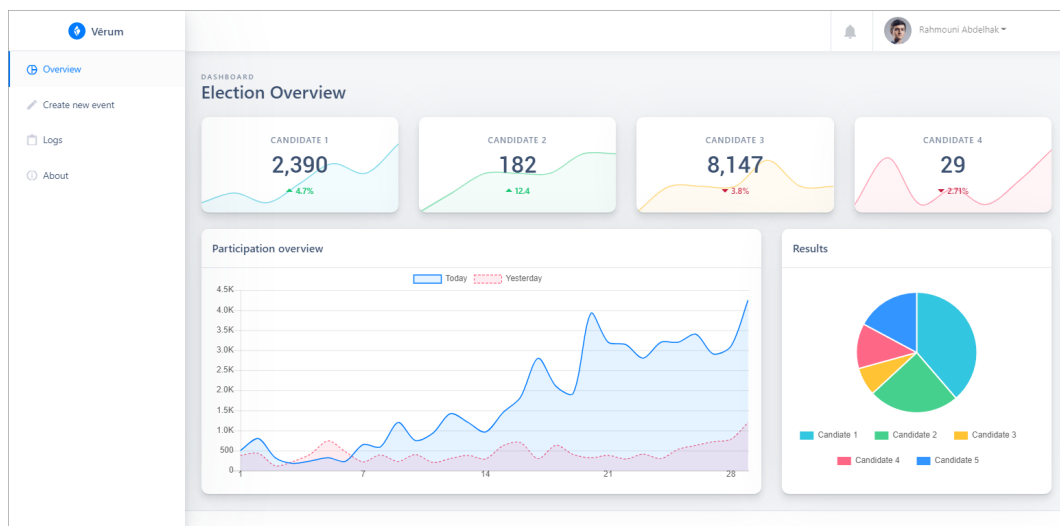 Vērum
Rahmouni Abdelhak
Overview
Create new event
Logs
About
DASHBOARD
Election Overview
CANDIDATE 1
2,390
4.7%
CANDIDATE 2
182
12.4
CANDIDATE 3
8,147
3.8%
CANDIDATE 4
29
2.71%
Participation overview
Today Yesterday
4.5K
4.0K
3.5K
3.0K
2.5K
2.0K
1.5K
1.0K
500
0
1 7 14 21 28
Results
Candiate 1 Candidate 2 Candidate 3
Candidate 4 Candidate 5